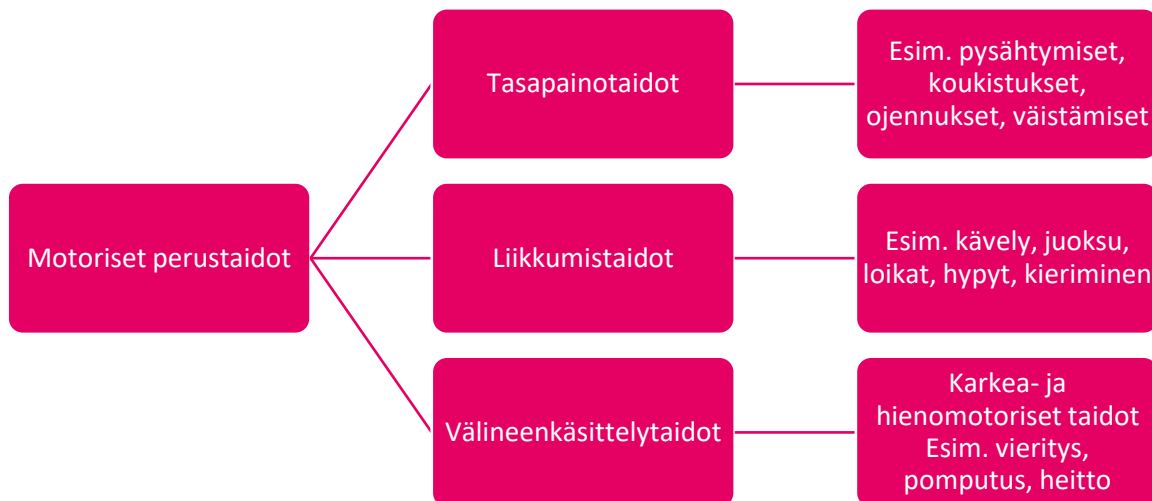 Motoriset perustaidot
Tasapainotaidot
Esim. pysähtymiset,
koukistukset,
ojennukset, väistämiset
Liikkumistaidot
Esim. kävely, juoksu,
loikat, hypyt, kieriminen
Välineenkäsittelytaidot
Karkea- ja
hienomotoriset taidot
Esim. vieritys,
pomputus, heitto